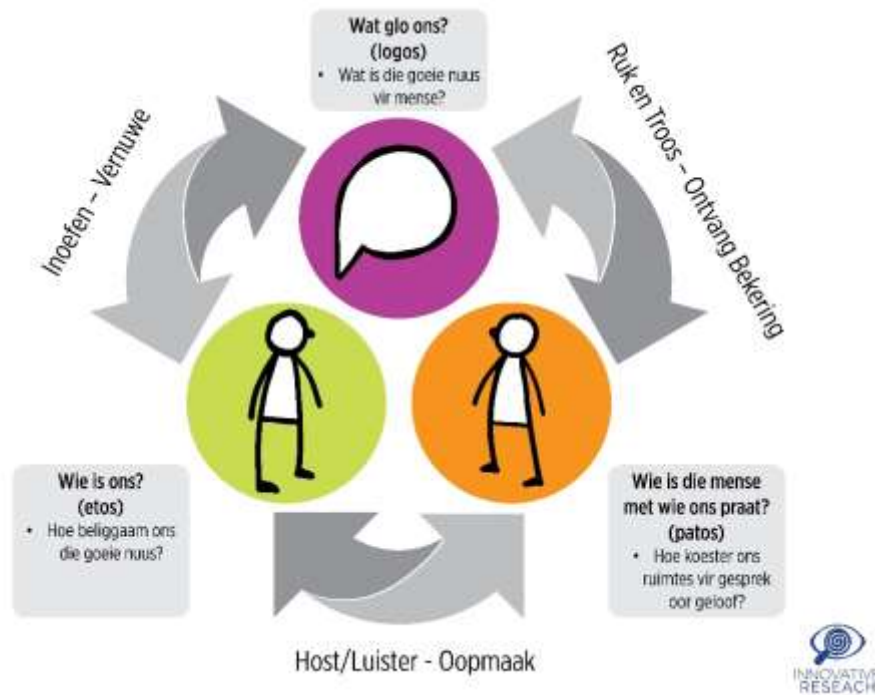 Wat glo ons?
(logos)
• Wat is die goeie nuus
vir mense?
Inoefen – Vernuwe
Ruk en Troos – Ontvang Bekering
Wie is ons?
(etos)
• Hoe beliggaam ons
die goeie nuus?
Wie is die mense
met wie ons praat?
(patos)
• Hoe koester ons
ruimtes vir gesprek
oor geloof?
Host/Luister - Oopmaak
INNOVATIVE
RESEACH